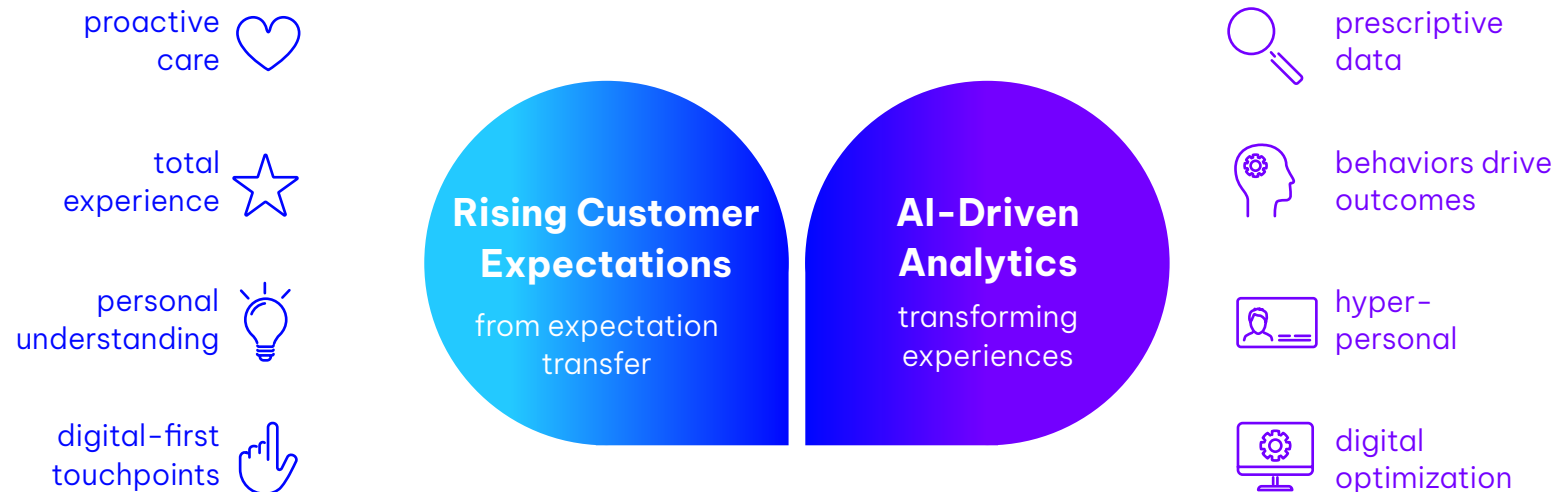 proactive
care
total
experience
personal
understanding
digital-first
touchpoints
Rising Customer
Expectations
from expectation
transfer
AI-Driven
Analytics
transforming
experiences
prescriptive
data
behaviors drive
outcomes
hyper-
personal
digital
optimization